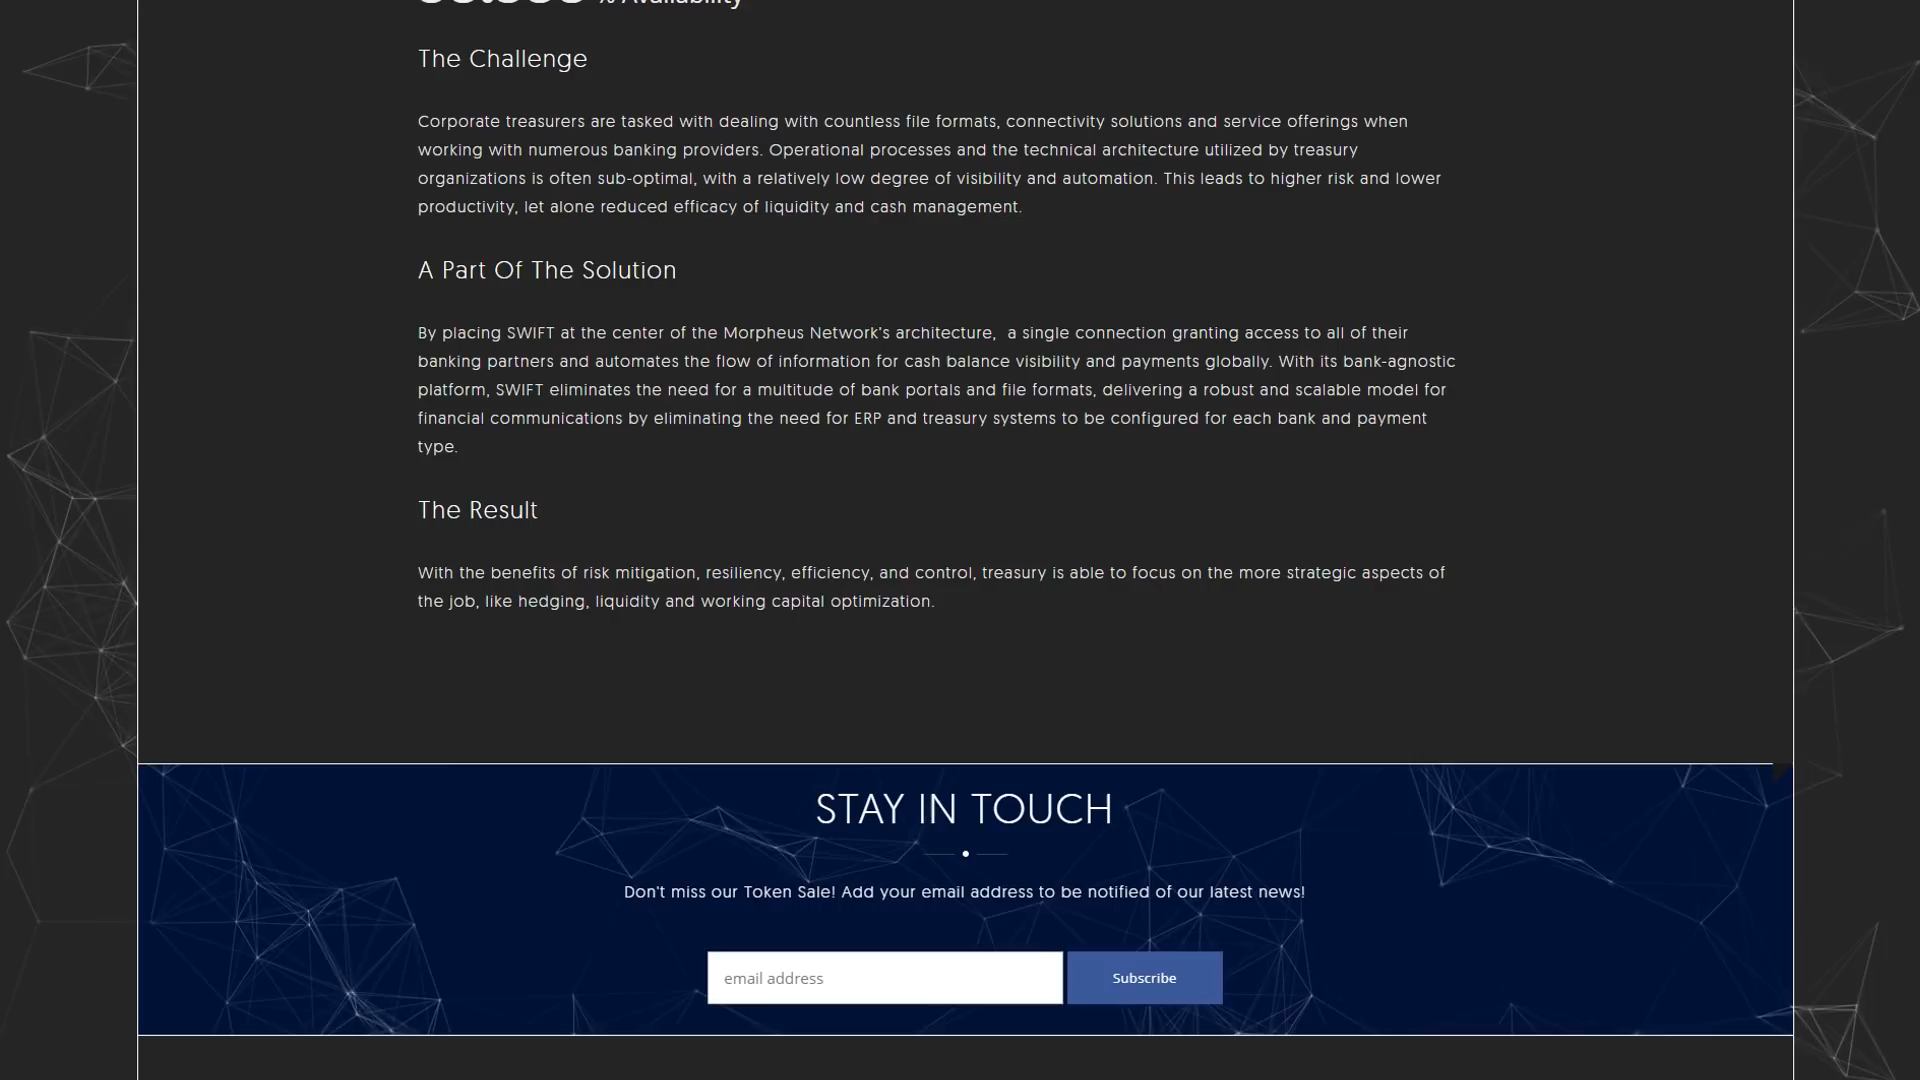 % Availability
The Challenge
Corporate treasurers are tasked with dealing with countless file formats, connectivity solutions and service offerings when
working with numerous banking providers. Operational processes and the technical architecture utilized by treasury
organizations is often sub-optimal, with a relatively low degree of visibility and automation. This leads to higher risk and lower
productivity, let alone reduced efficacy of liquidity and cash management.
A Part Of The Solution
By placing SWIFT at the center of the Morpheus Network's architecture,  a single connection granting access to all of their
banking partners and automates the flow of information for cash balance visibility and payments globally. With its bank-agnostic
platform, SWIFT eliminates the need for a multitude of bank portals and file formats, delivering a robust and scalable model for
financial communications by eliminating the need for ERP and treasury systems to be configured for each bank and payment
type.
The Result
With the benefits of risk mitigation, resiliency, efficiency, and control, treasury is able to focus on the more strategic aspects of
the job, like hedging, liquidity and working capital optimization.
STAY IN TOUCH
Don't miss our Token Sale! Add your email address to be notified of our latest news!
email address
Subscribe